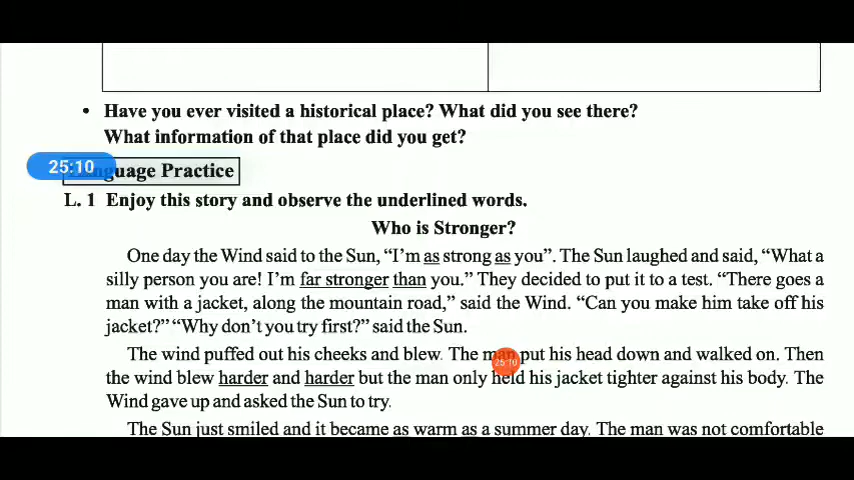 • Have you ever visited a historical place? What did you see there?
What information of that place did you get?
25:10
guage Practice
L. 1 Enjoy this story and observe the underlined words.
Who is Stronger?
One day the Wind said to the Sun, “I’m as strong as you”. The Sun laughed and said, “What a
silly person you are! I’m far stronger than you.” They decided to put it to a test. “There goes a
man with a jacket, along the mountain road,” said the Wind. “Can you make him take off his
jacket?” “Why don’t you try first?” said the Sun.
The wind puffed out his cheeks and blew. The man put his head down and walked on. Then
25:10
the wind blew harder and harder but the man only held his jacket tighter against his body. The
Wind gave up and asked the Sun to try.
The Sun just smiled and it became as warm as a summer day. The man was not comfortable